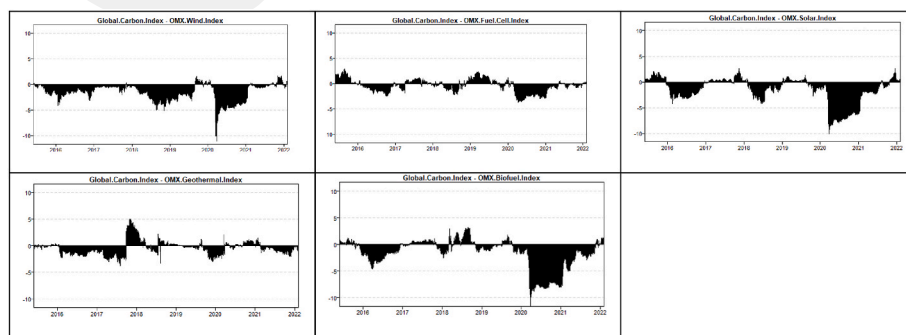 Global.Carbon.Index - OMX.Wind.Index
10
5
0
-5
-10
2016 2017 2018 2019 2020 2021 2022
Global.Carbon.Index - OMX.Fuel.Cell.Index
10
5
0
-5
-10
2016 2017 2018 2019 2020 2021 2022
Global.Carbon.Index - OMX.Solar.Index
10
5
0
-5
-10
2016 2017 2018 2019 2020 2021 2022
Global.Carbon.Index - OMX.Geothermal.Index
10
5
0
-5
-10
2016 2017 2018 2019 2020 2021 2022
Global.Carbon.Index - OMX.Biofuel.Index
10
5
0
-5
-10
2016 2017 2018 2019 2020 2021 2022